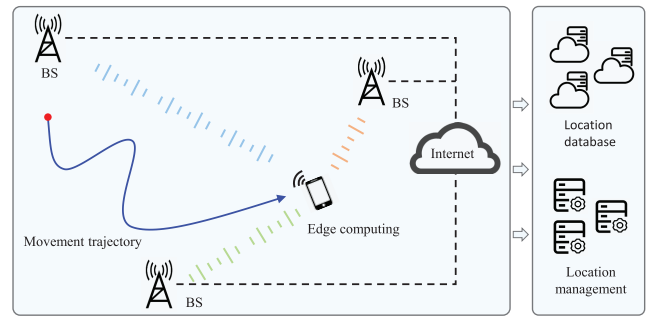 BS
BS
Internet
Movement trajectory
Edge computing
BS
Location
database
Location
management